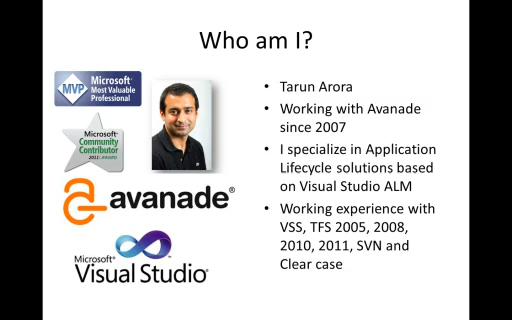 Who am I?
MVP
Microsoft®
Most Valuable
Professional
Microsoft®
Community
Contributor
2011 AWARD
avanade®
Microsoft®
Visual Studio®
• Tarun Arora
• Working with Avanade
since 2007
• I specialize in Application
Lifecycle solutions based
on Visual Studio ALM
• Working experience with
VSS, TFS 2005, 2008,
2010, 2011, SVN and
Clear case